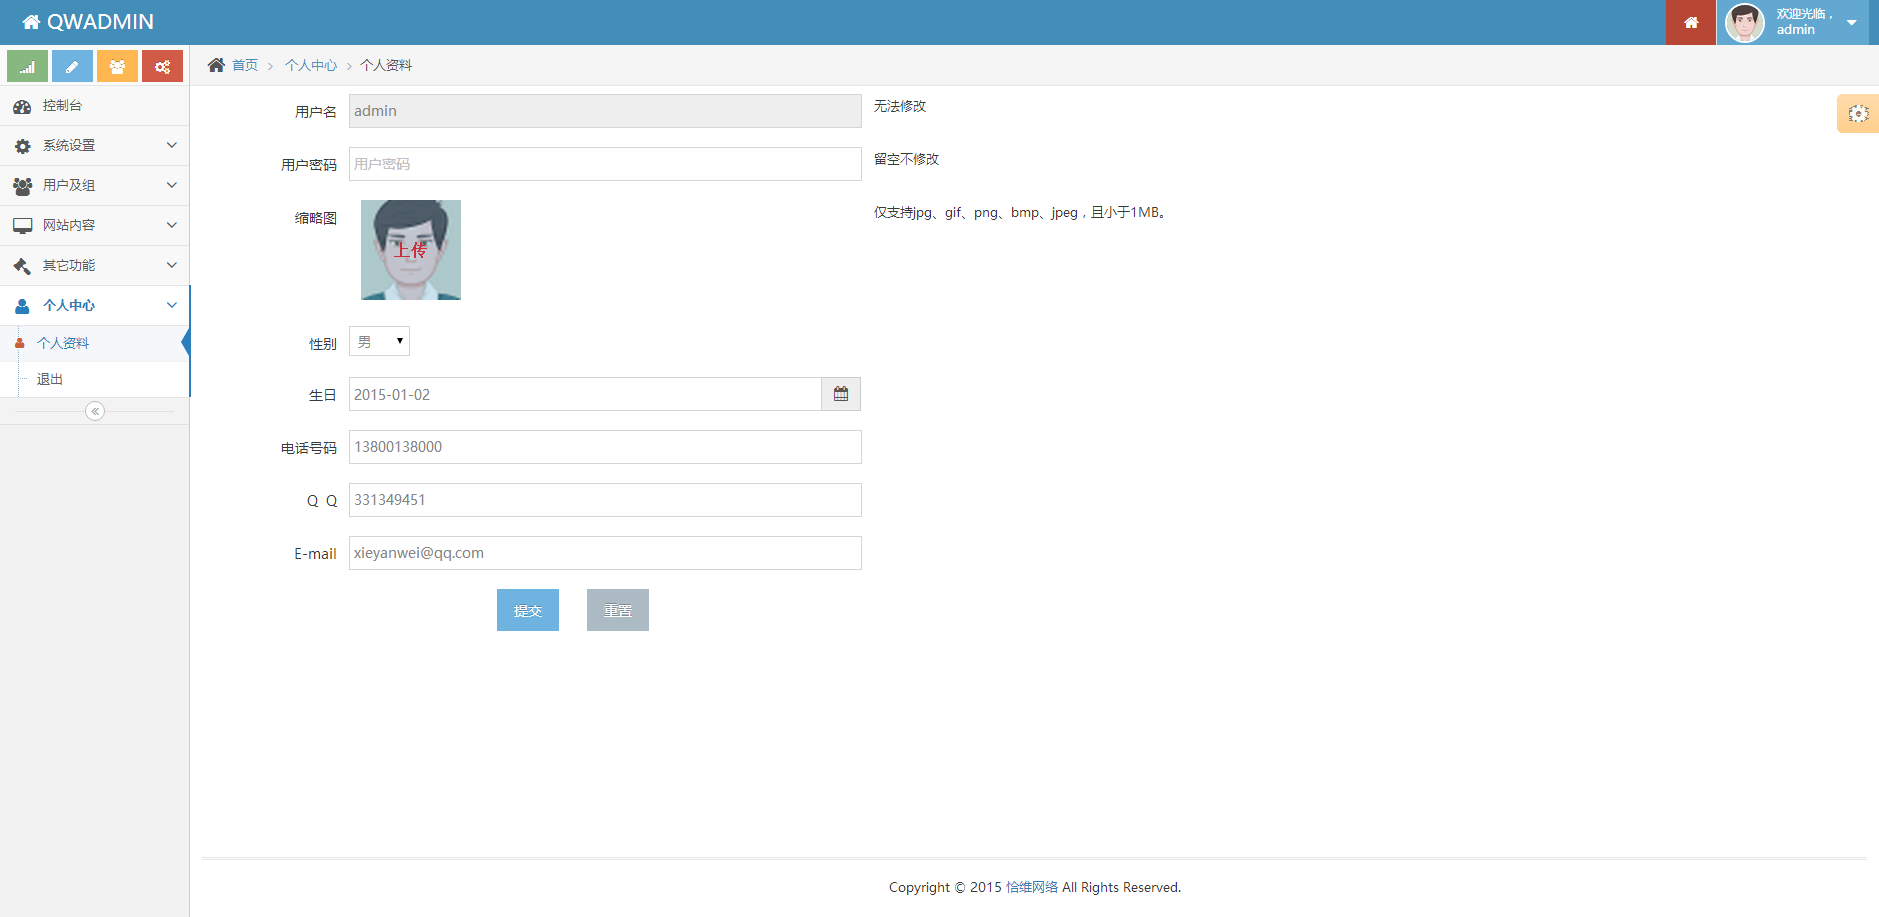 QWADMIN
欢迎光临，
admin
首页 > 个人中心 > 个人资料
控制台
系统设置
用户及组
网站内容
其它功能
个人中心
个人资料
退出
用户名 admin 无法修改
用户密码 用户密码 留空不修改
缩略图 上传 仅支持jpg、gif、png、bmp、jpeg，且小于1MB。
性别 男
生日 2015-01-02
电话号码 13800138000
Q Q 331349451
E-mail xieyanwei@qq.com
提交 重置
Copyright © 2015 恰维网络 All Rights Reserved.